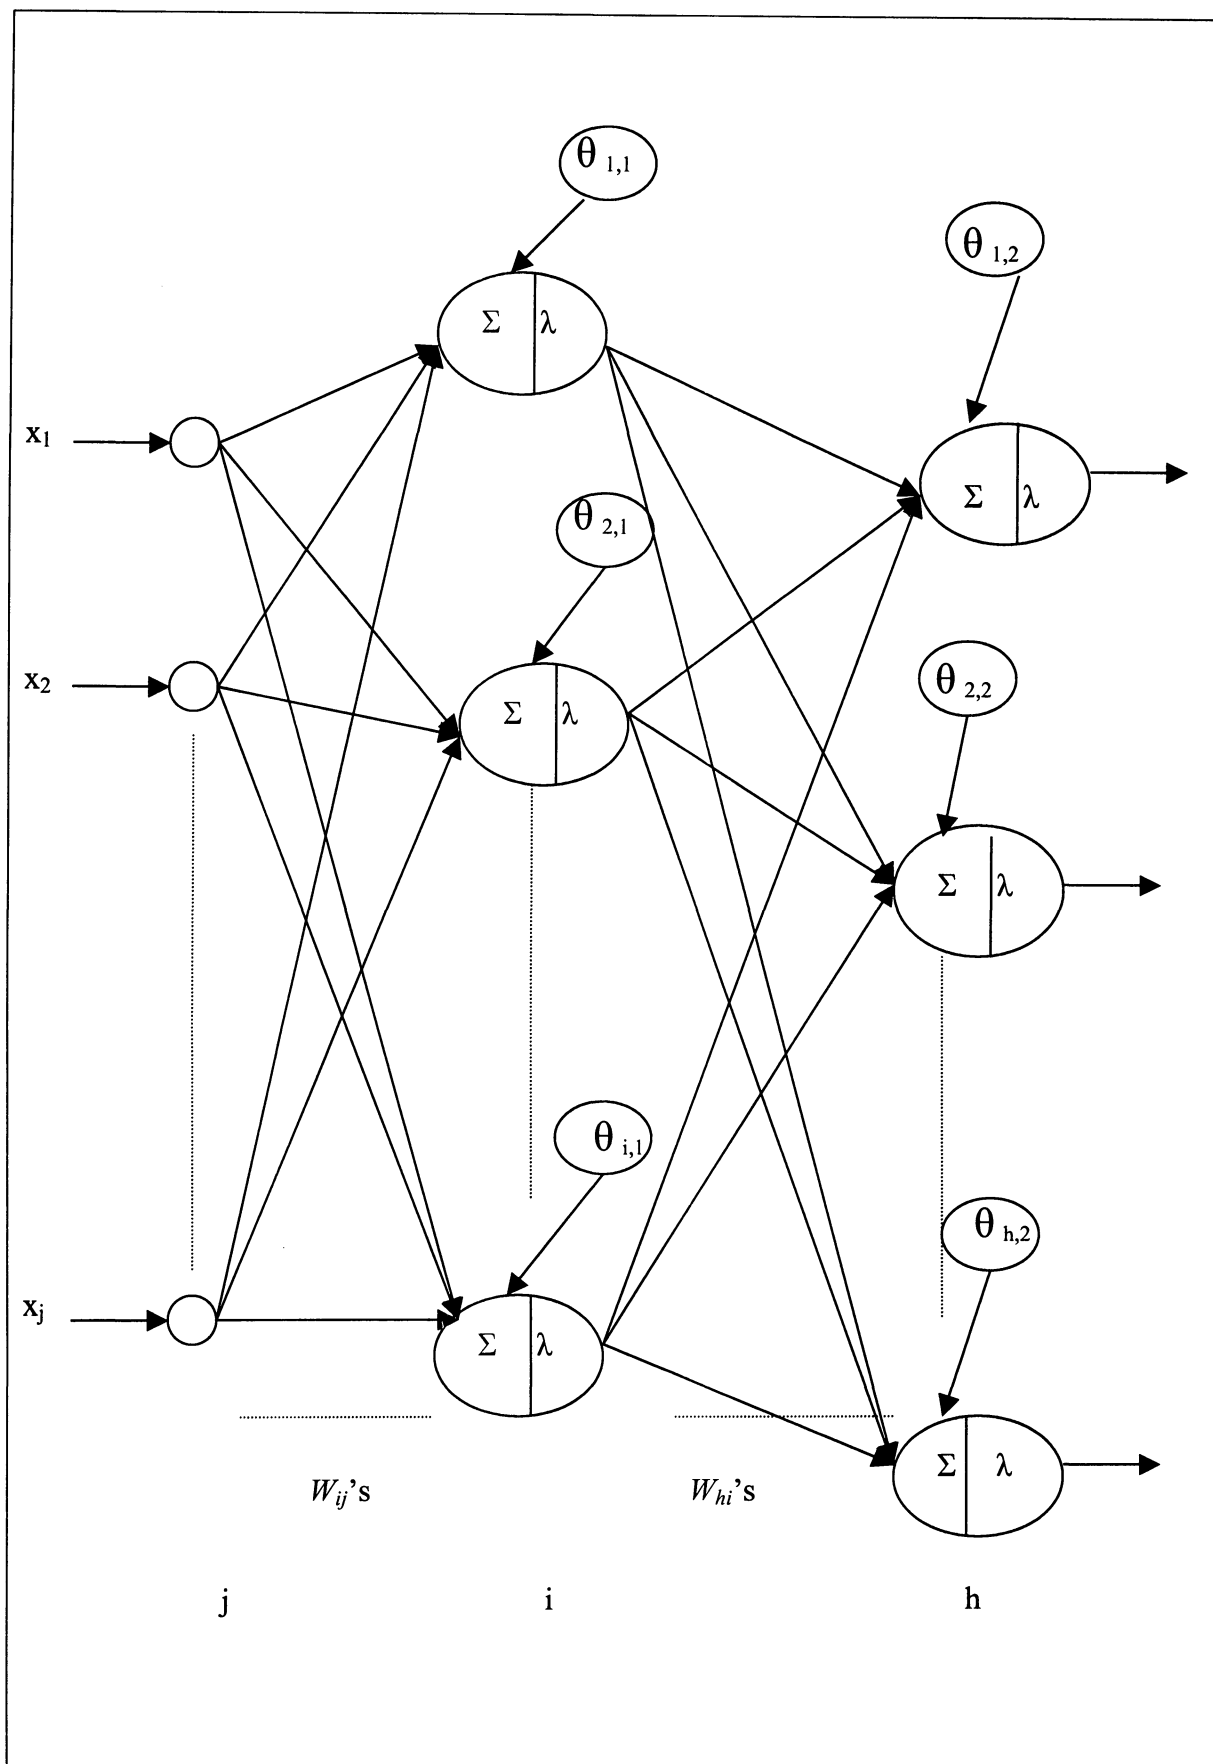 θ 1,1
θ 1,2
Σ λ
x1
Σ λ
θ 2,1
x2
Σ λ
θ 2,2
Σ λ
θ i,1
θ h,2
xj
Σ λ
Σ λ
Wij's
Whi's
j i h